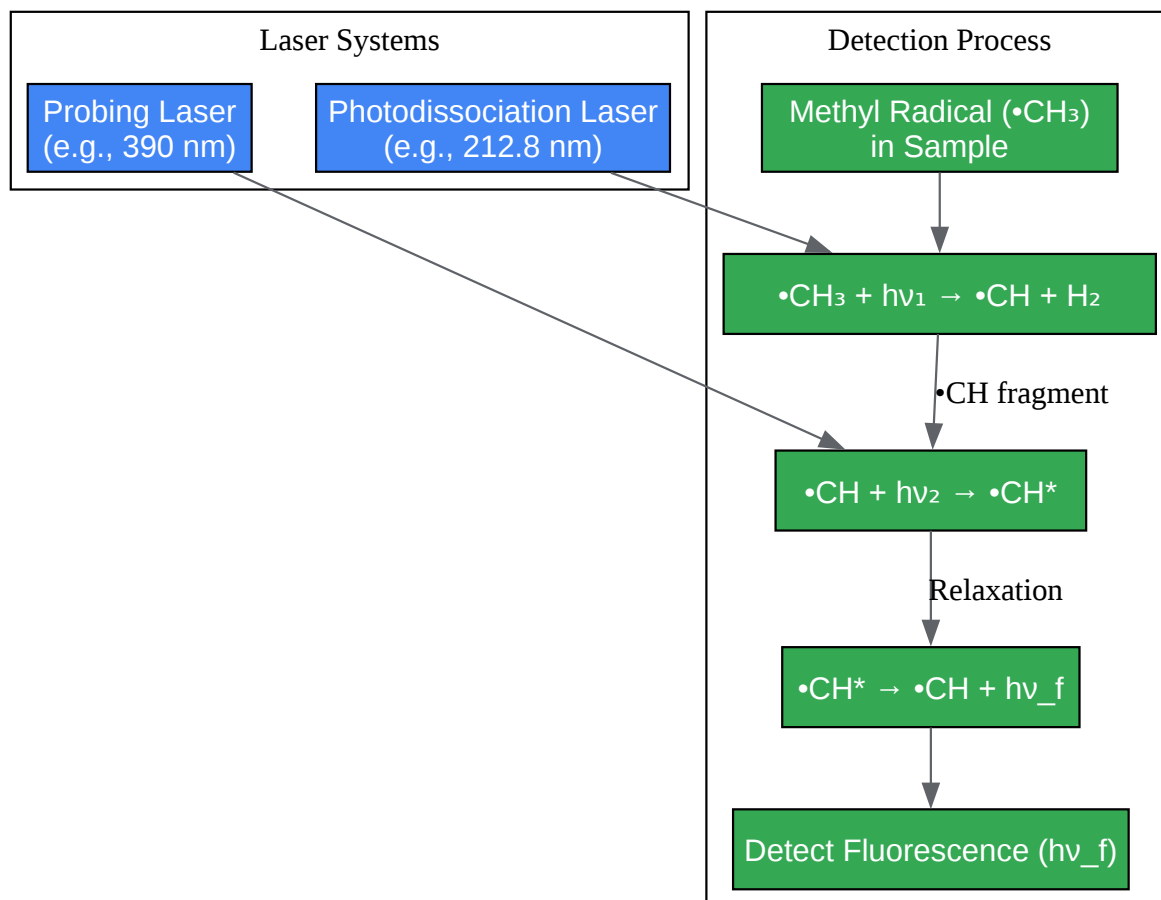 Laser Systems
Probing Laser
(e.g., 390 nm)
Photodissociation Laser
(e.g., 212.8 nm)
Detection Process
Methyl Radical (•CH₃)
in Sample
•CH₃ + hν₁ → •CH + H₂
•CH fragment
•CH + hν₂ → •CH*
Relaxation
•CH* → •CH + hν_f
Detect Fluorescence (hν_f)